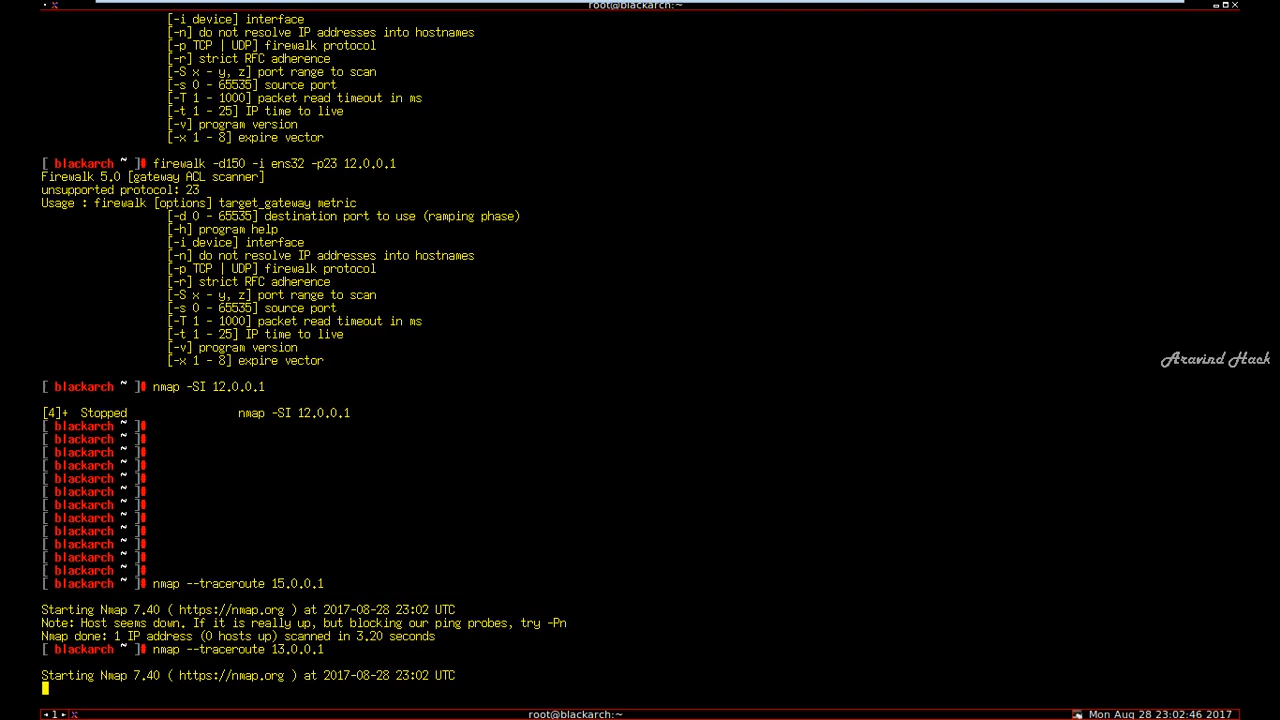 root@blackarch:~
[-i device] interface
[-n] do not resolve IP addresses into hostnames
[-p TCP | UDP] firewalk protocol
[-r] strict RFC adherence
[-S x - y, z] port range to scan
[-s 0 - 65535] source port
[-T 1 - 1000] packet read timeout in ms
[-t 1 - 25] IP time to live
[-v] program version
[-x 1 - 8] expire vector
[ blackarch ~ ]# firewalk -d150 -i ens32 -p23 12.0.0.1
Firewalk 5.0 [gateway ACL scanner]
unsupported protocol: 23
Usage : firewalk [options] target_gateway metric
[-d 0 - 65535] destination port to use (ramping phase)
[-h] program help
[-i device] interface
[-n] do not resolve IP addresses into hostnames
[-p TCP | UDP] firewalk protocol
[-r] strict RFC adherence
[-S x - y, z] port range to scan
[-s 0 - 65535] source port
[-T 1 - 1000] packet read timeout in ms
[-t 1 - 25] IP time to live
[-v] program version
[-x 1 - 8] expire vector
Aravind Hack
[ blackarch ~ ]# nmap -SI 12.0.0.1
[4]+ Stopped nmap -SI 12.0.0.1
[ blackarch ~ ]#
[ blackarch ~ ]#
[ blackarch ~ ]#
[ blackarch ~ ]#
[ blackarch ~ ]#
[ blackarch ~ ]#
[ blackarch ~ ]#
[ blackarch ~ ]#
[ blackarch ~ ]#
[ blackarch ~ ]#
[ blackarch ~ ]#
[ blackarch ~ ]#
[ blackarch ~ ]# nmap --traceroute 15.0.0.1
Starting Nmap 7.40 ( https://nmap.org ) at 2017-08-28 23:02 UTC
Note: Host seems down. If it is really up, but blocking our ping probes, try -Pn
Nmap done: 1 IP address (0 hosts up) scanned in 3.20 seconds
[ blackarch ~ ]# nmap --traceroute 13.0.0.1
Starting Nmap 7.40 ( https://nmap.org ) at 2017-08-28 23:02 UTC
1 root@blackarch:~ Mon Aug 28 23:02:46 2017